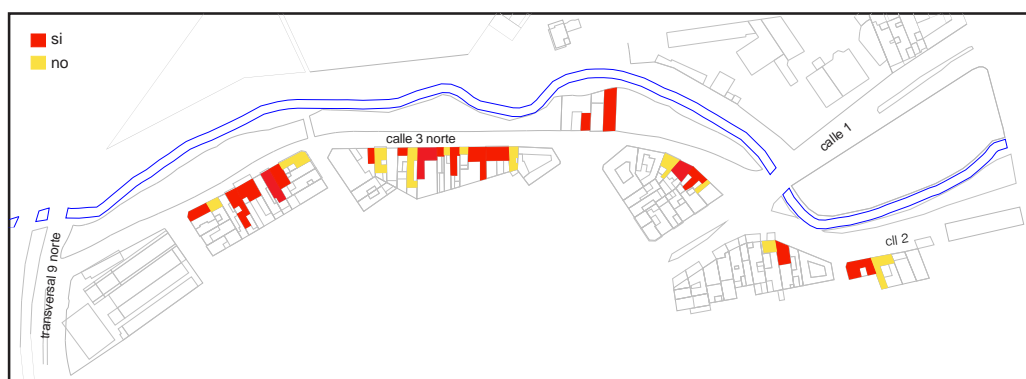 si
no
calle 3 norte
calle 1
cll 2
transversal 9 norte